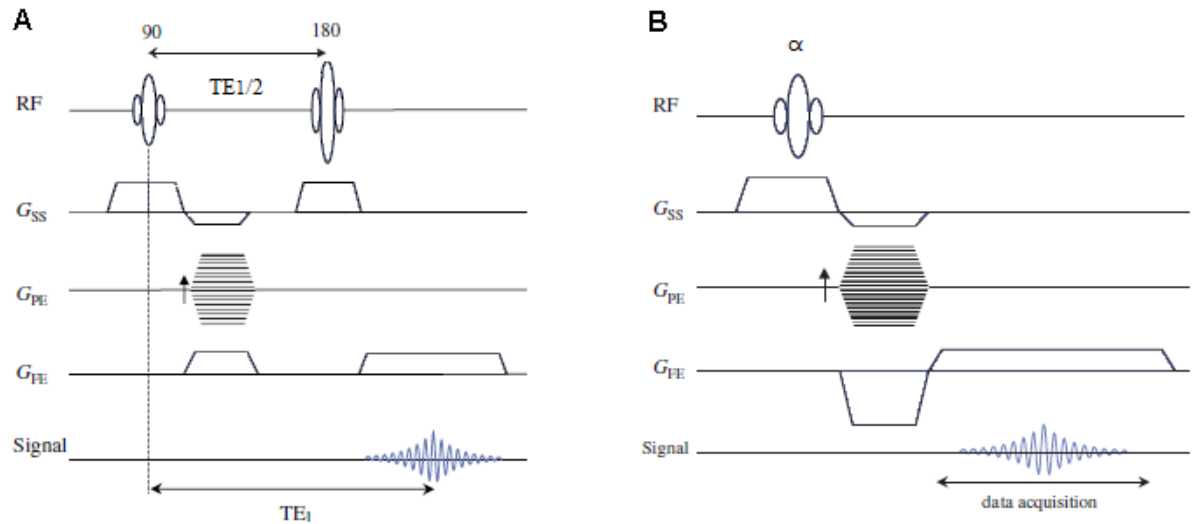 A
90 180
TE1/2
RF
GSS
GPE
GFE
Signal
TE1
B
α
RF
GSS
GPE
GFE
Signal
data acquisition